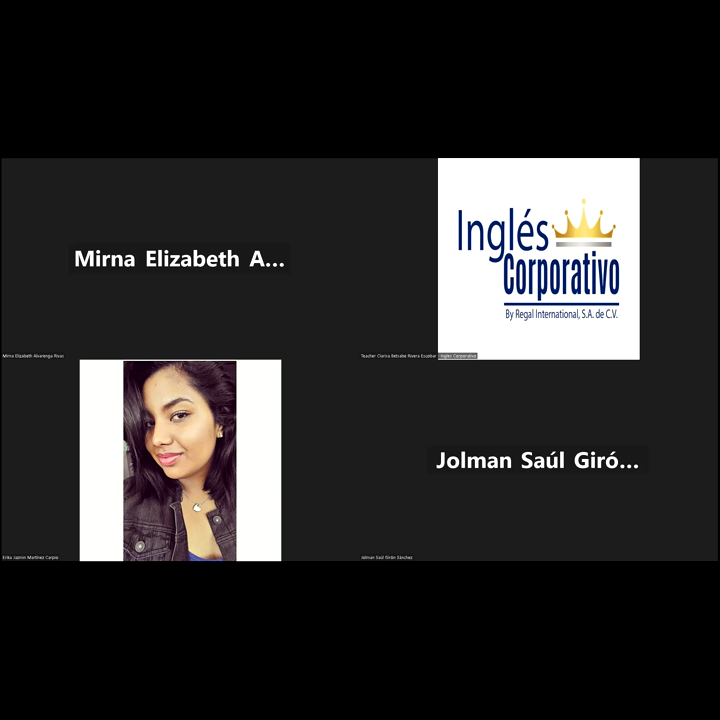 Mirna Elizabeth A...
Mirna Elizabeth Alvarenga Rivas
Inglés
Corporativo
By Regal International, S.A. de C.V.
Teacher Clarisa Betsabe Rivera Escobar - Inglés Corporativo
Erika Jazmin Martínez Carpio
Jolman Saúl Giró...
Jolman Saúl Girón Sánchez